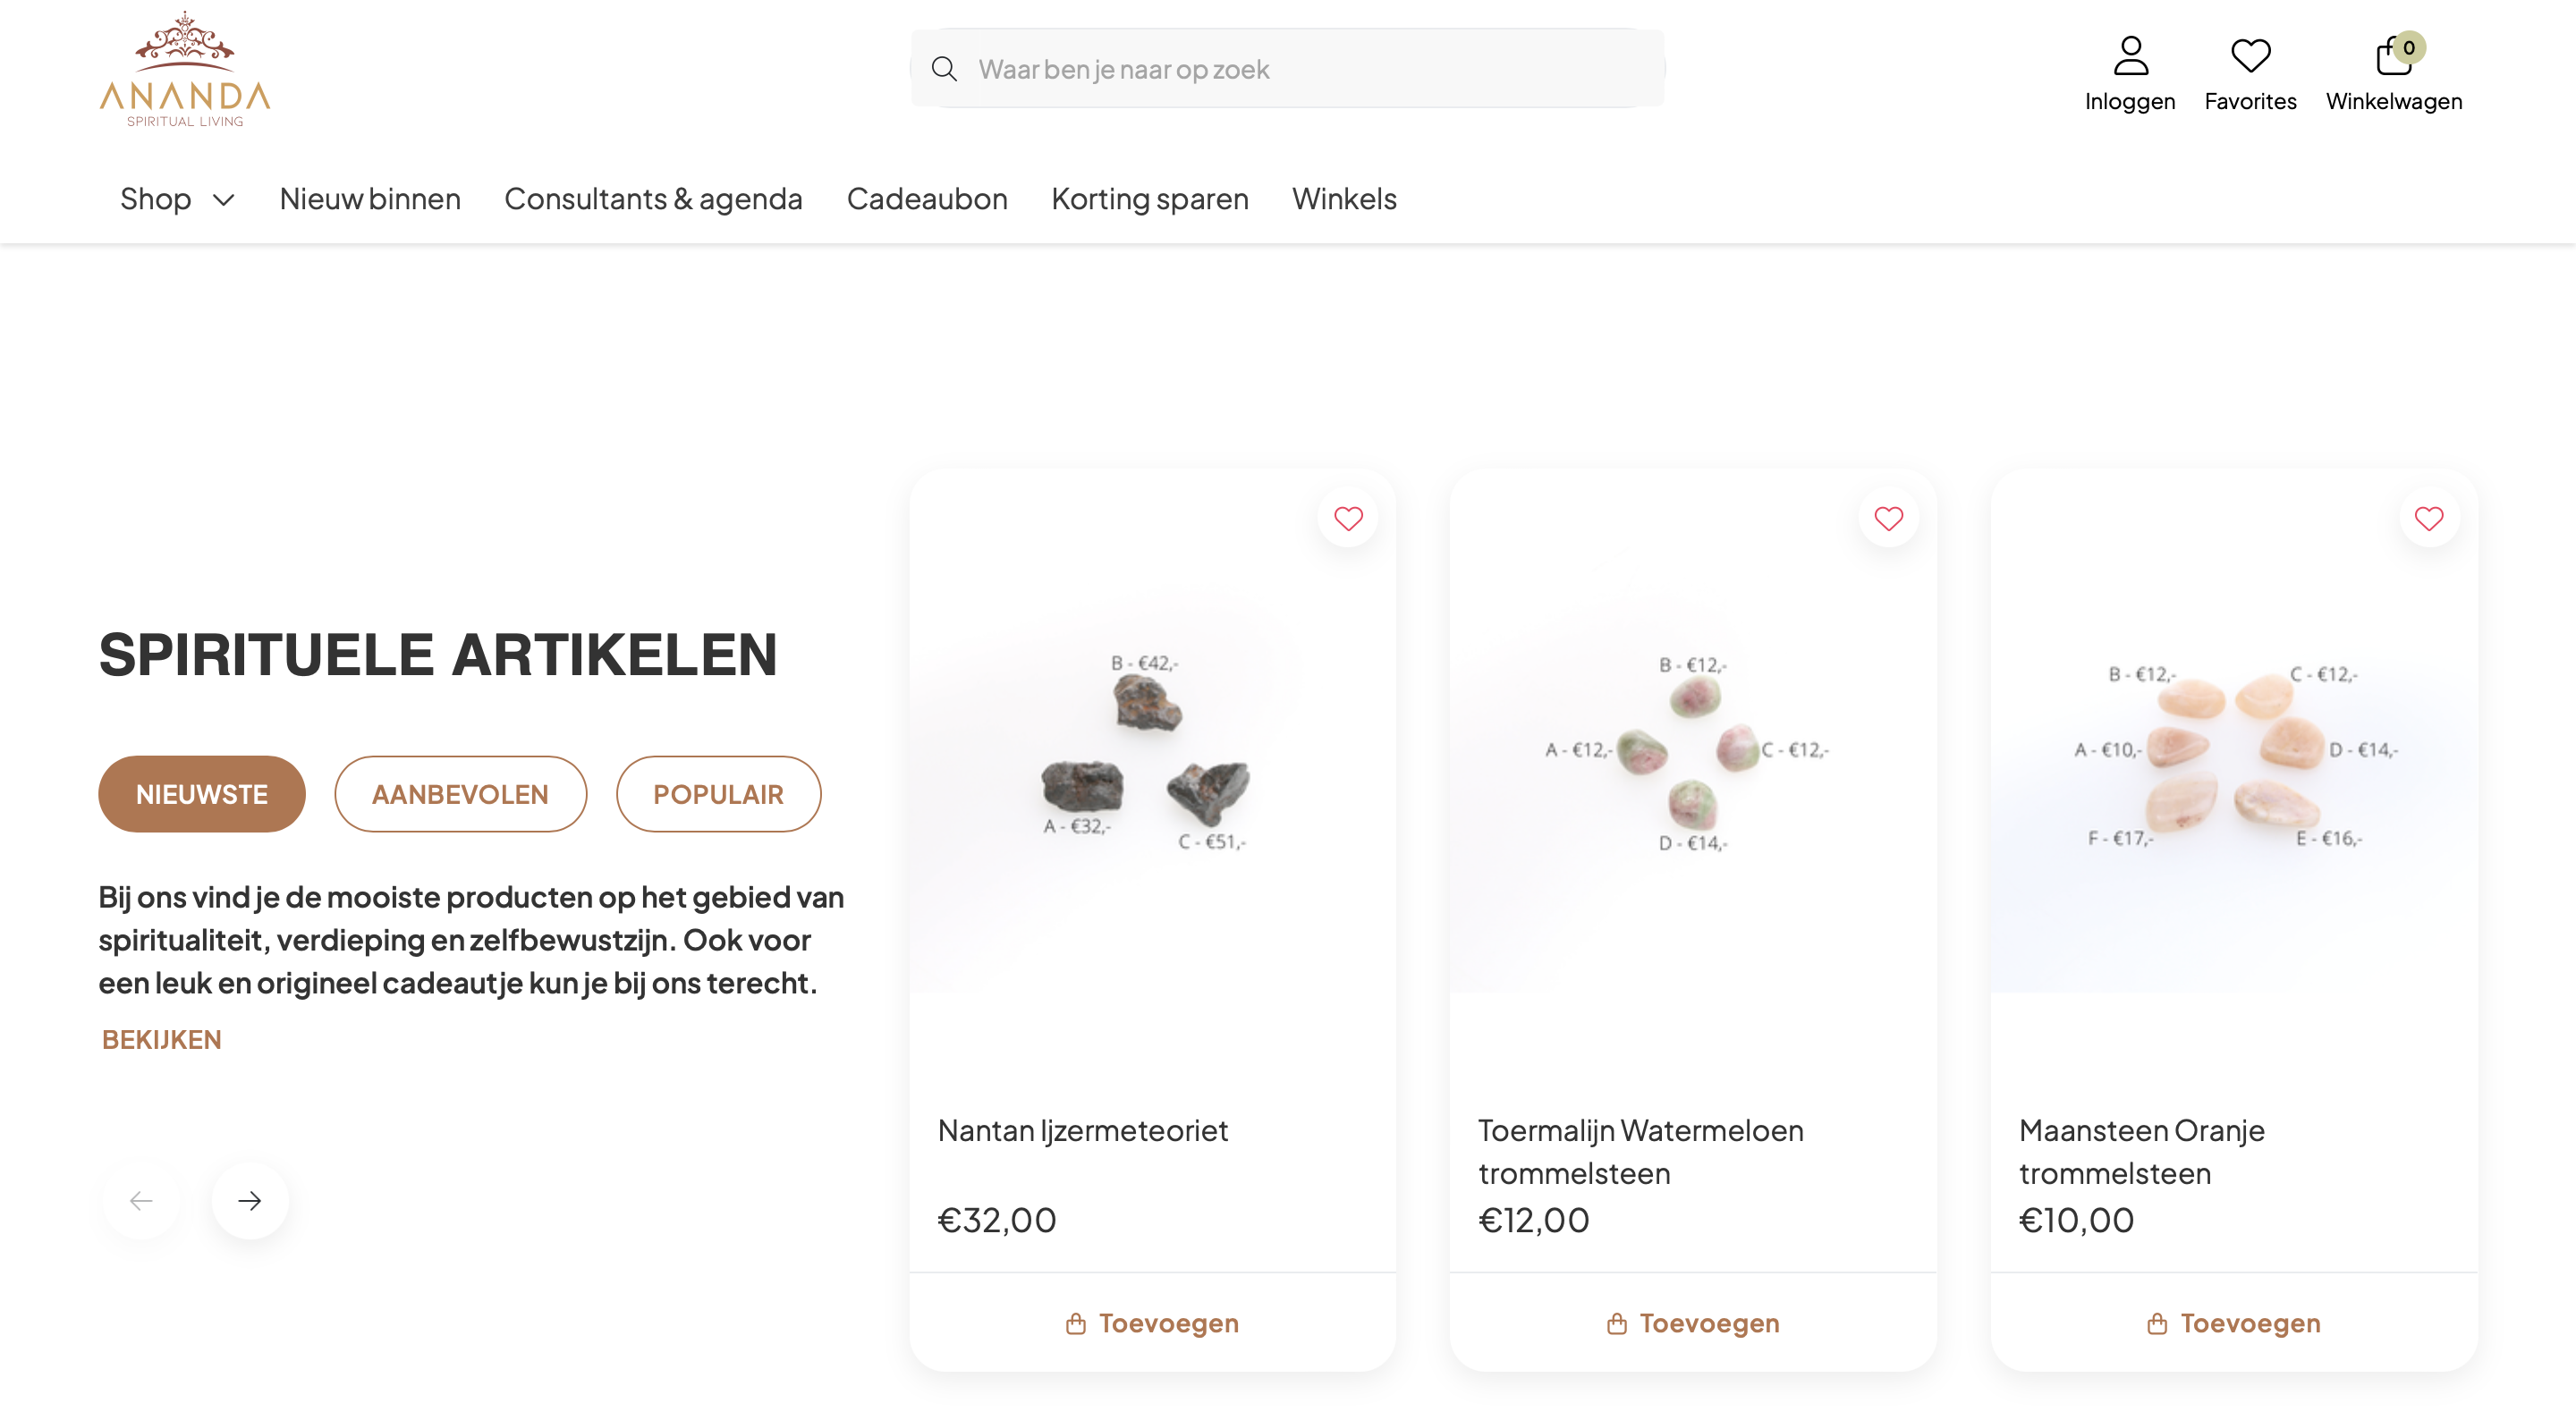 ANANDA
SPIRITUAL LIVING
Waar ben je naar op zoek
Inloggen
Favorites
0
Winkelwagen
Shop
Nieuw binnen
Consultants & agenda
Cadeaubon
Korting sparen
Winkels
SPIRITUELE ARTIKELEN
NIEUWSTE
AANBEVOLEN
POPULAIR
Bij ons vind je de mooiste producten op het gebied van
spiritualiteit, verdieping en zelfbewustzijn. Ook voor
een leuk en origineel cadeautje kun je bij ons terecht.
BEKIJKEN
B - €42,-
A - €32,-
C - €51,-
Nantan Ijzermeteoriet
€32,00
Toevoegen
B - €12,-
A - €12,-
C - €12,-
D - €14,-
Toermalijn Watermeloen
trommelsteen
€12,00
Toevoegen
B - €12,-
C - €12,-
A - €10,-
D - €14,-
F - €17,-
E - €16,-
Maansteen Oranje
trommelsteen
€10,00
Toevoegen